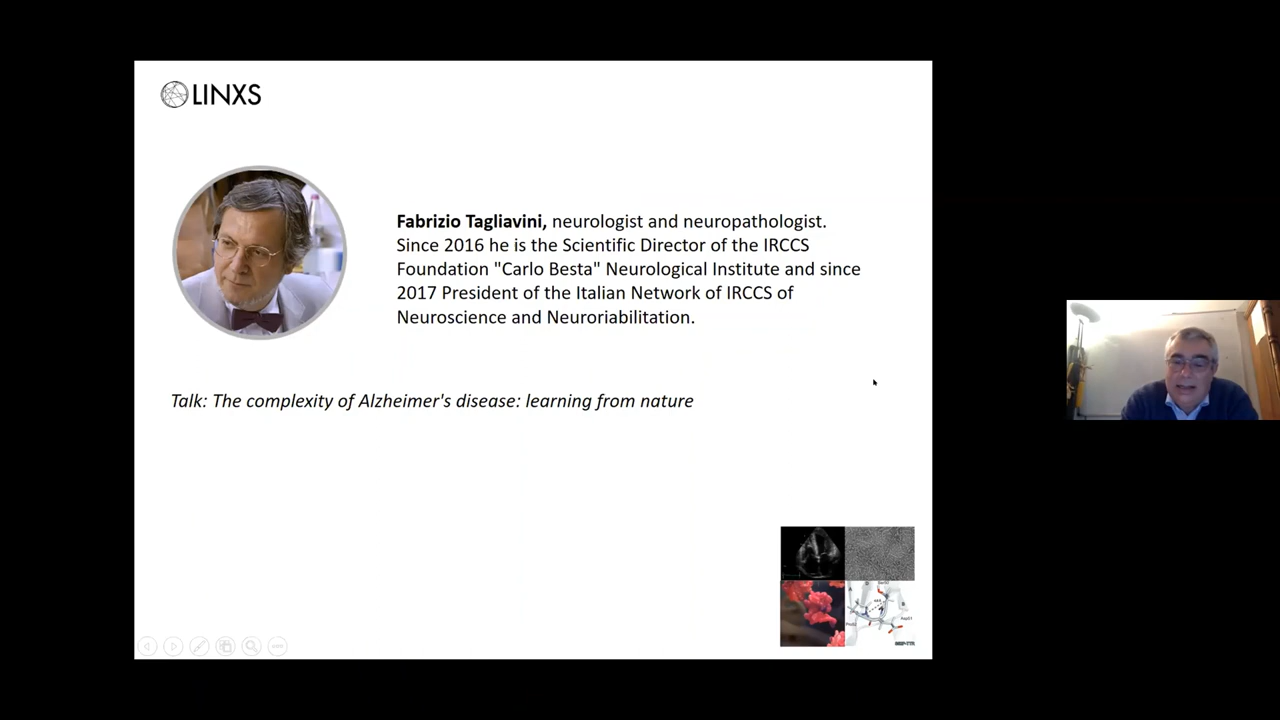 LINXS
Fabrizio Tagliavini, neurologist and neuropathologist.
Since 2016 he is the Scientific Director of the IRCCS
Foundation "Carlo Besta" Neurological Institute and since
2017 President of the Italian Network of IRCCS of
Neuroscience and Neuroriabilitation.
Talk: The complexity of Alzheimer's disease: learning from nature